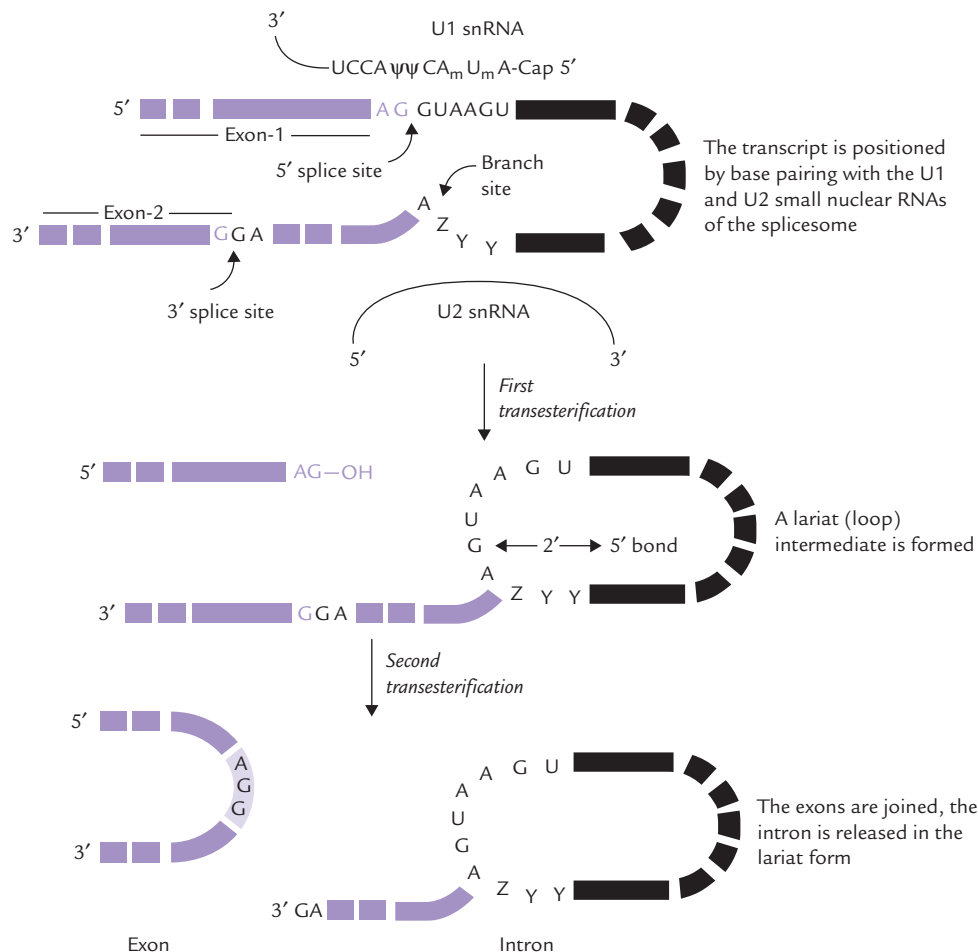 3′
U1 snRNA
UCCA ψψ CAm Um A-Cap 5′
5′
AG GUAAGU
Exon-1
5′ splice site
Branch
site
The transcript is positioned
by base pairing with the U1
and U2 small nuclear RNAs
of the splicesome
Exon-2
3′
GGA
A
Z
Y
Y
3′ splice site
U2 snRNA
5′
3′
First
transesterification
5′
AG—OH
A
G
U
A
U
G
2′
5′ bond
A
Z
Y
Y
A lariat (loop)
intermediate is formed
3′
GGA
Second
transesterification
5′
A
G
G
3′
A
G
U
A
U
G
A
Z
Y
Y
The exons are joined, the
intron is released in the
lariat form
3′ GA
Exon
Intron